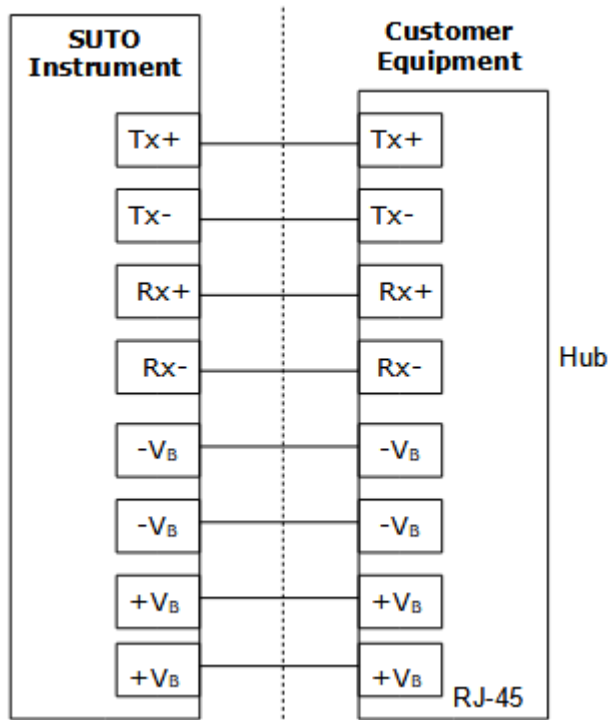 SUTO
Instrument
Customer
Equipment
Tx+ Tx+
Tx- Tx-
Rx+ Rx+
Rx- Rx-
Hub
-VB -VB
-VB -VB
+VB +VB
+VB +VB
RJ-45